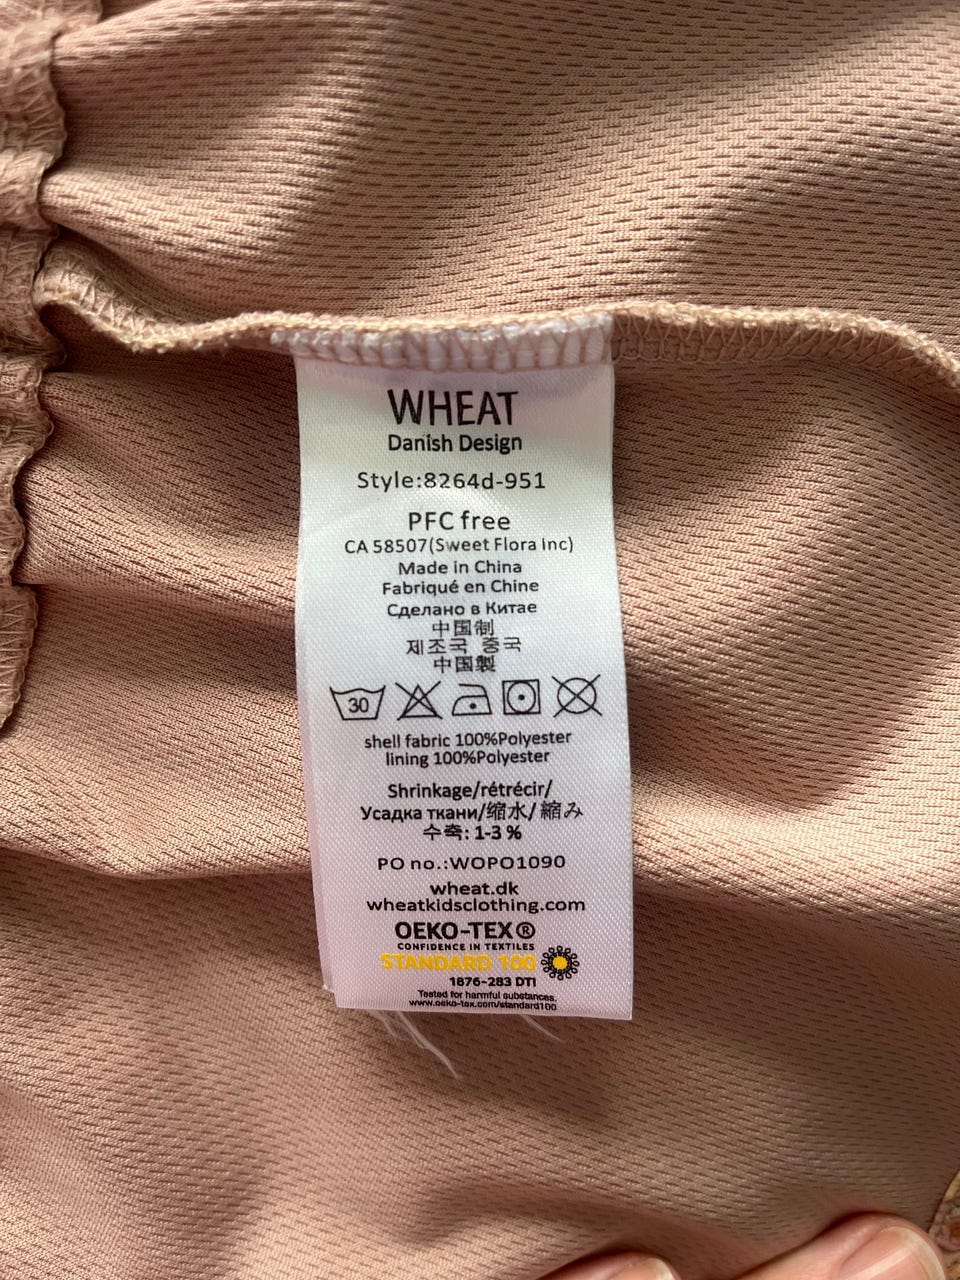 WHEAT
Danish Design
Style:8264d-951
PFC free
CA 58507(Sweet Flora Inc)
Made in China
Fabriqué en Chine
Сделано в Китае
中国制
제조국 중국
中国製
30
shell fabric 100%Polyester
lining 100%Polyester
Shrinkage/rétrécir/
Усадка ткани/缩水/ 縮み
수축: 1-3 %
PO no.:WOPO1090
wheat.dk
wheatkidsclothing.com
OEKO-TEX®
CONFIDENCE IN TEXTILES
STANDARD 100
1876-283 DTI
Tested for harmful substances.
www.oeko-tex.com/standard100